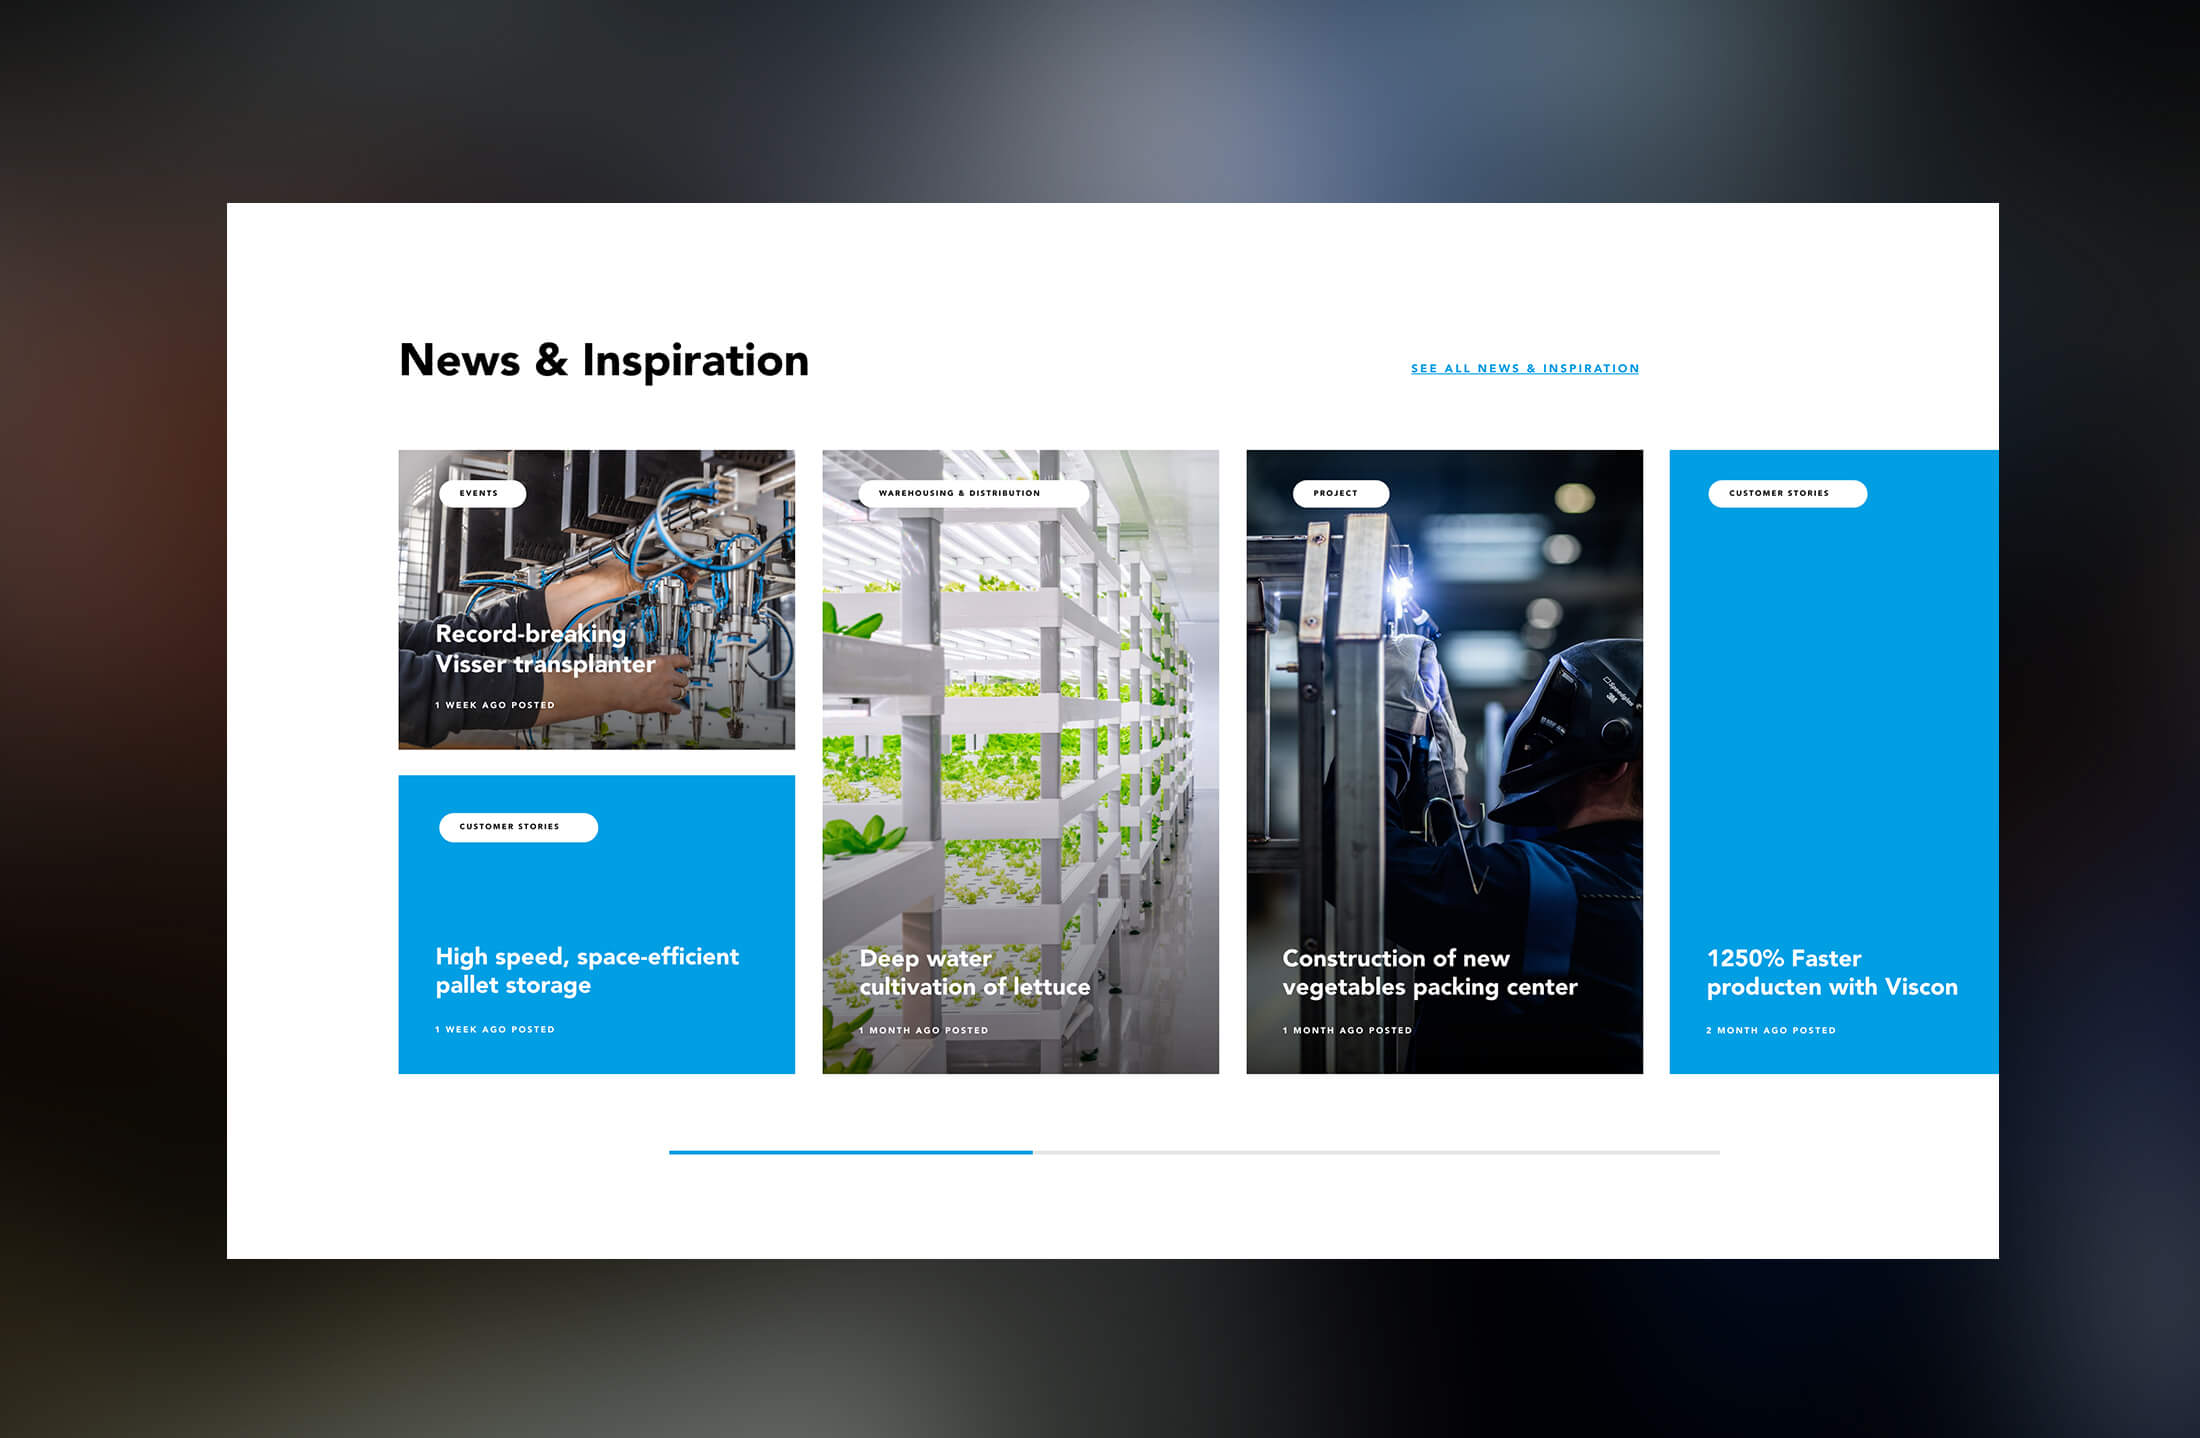 News & Inspiration
SEE ALL NEWS & INSPIRATION
EVENTS
Record-breaking
Visser transplanter
1 WEEK AGO POSTED
CUSTOMER STORIES
High speed, space-efficient
pallet storage
1 WEEK AGO POSTED
WAREHOUSING & DISTRIBUTION
Deep water
cultivation of lettuce
1 MONTH AGO POSTED
PROJECT
Speedglas
3M
Construction of new
vegetables packing center
1 MONTH AGO POSTED
CUSTOMER STORIES
1250% Faster
producten with Viscon
2 MONTH AGO POSTED